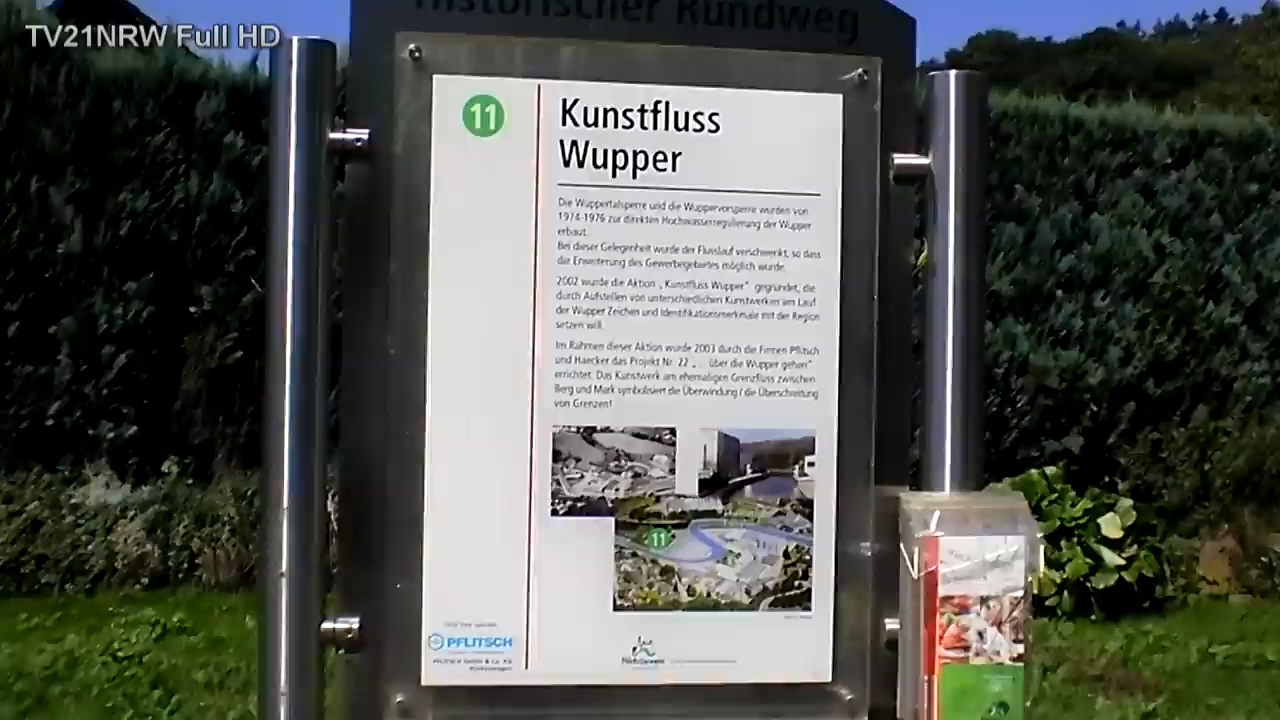 TV21NRW Full HD
Historischer Rundweg
11
Kunstfluss
Wupper
Die Wuppertalsperre und die Wuppervorsperre wurden von
1974-1976 zur direkten Hochwasserregulierung der Wupper
erbaut.
Bei dieser Gelegenheit wurde der Flusslauf verschwenkt, so dass
die Erweiterung des Gewerbegebietes möglich wurde.
2002 wurde die Aktion „Kunstfluss Wupper" gegründet, die
durch Aufstellen von unterschiedlichen Kunstwerken am Lauf
der Wupper Zeichen und Identifikationsmerkmale mit der Region
setzen will.
Im Rahmen dieser Aktion wurde 2003 durch die Firmen Pflitsch
und Haecker das Projekt Nr. 22 „... über die Wupper gehen"
errichtet. Das Kunstwerk am ehemaligen Grenzfluss zwischen
Berg und Mark symbolisiert die Überwindung / die Überschreitung
von Grenzen!
11
PFLITSCH
PFLITSCH GmbH & Co. KG